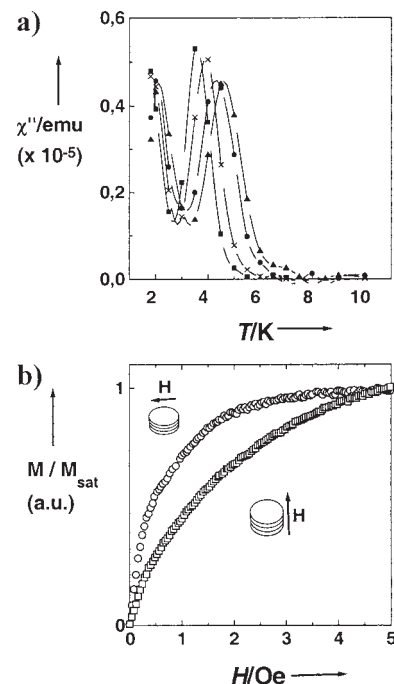 a)
0,6
0,4
0,2
0,0
χ''/emu
(x 10⁻⁵)
2 4 6 8 10
T/K
b)
H
1
M / M_sat
(a.u.)
H
0
0 1 2 3 4 5
H/Oe